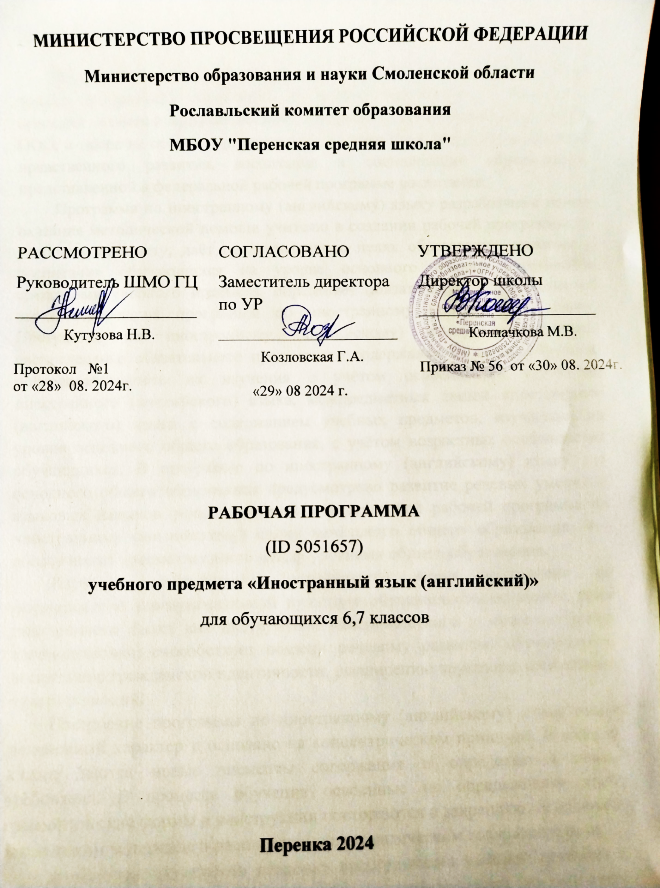 МИНИСТЕРСТВО ПРОСВЕЩЕНИЯ РОССИЙСКОЙ ФЕДЕРАЦИИ
Министерство образования и науки Смоленской области
Рославльский комитет образования
МБОУ "Перенская средняя школа"
РАССМОТРЕНО
Руководитель ШМО ГЦ
Кутузова Н.В.
Протокол №1
от «28» 08. 2024г.
СОГЛАСОВАНО
Заместитель директора
по УР
Козловская Г.А.
«29» 08 2024 г.
УТВЕРЖДЕНО
Директор школы
Колпачкова М.В.
Приказ № 56 от «30» 08. 2024г.
РАБОЧАЯ ПРОГРАММА
(ID 5051657)
учебного предмета «Иностранный язык (английский)»
для обучающихся 6,7 классов
Перенка 2024